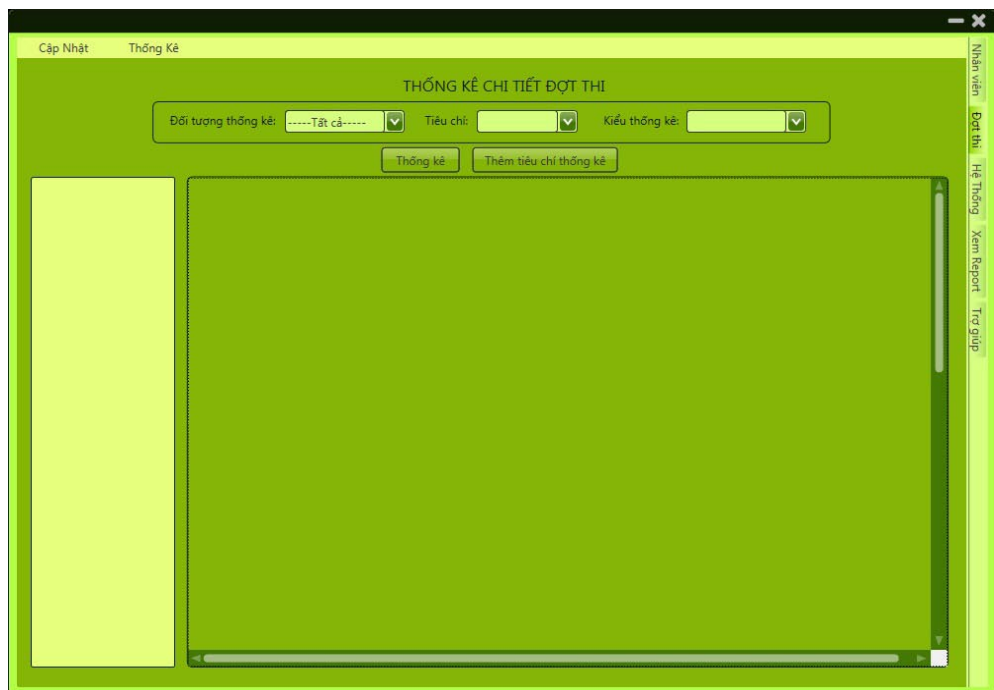 Cập Nhật Thống Kê
THỐNG KÊ CHI TIẾT ĐỢT THI
Đối tượng thống kê: -----Tất cả----- Tiêu chí: Kiểu thống kê:
Thống kê Thêm tiêu chí thống kê
Nhân viên
Đợt thi
Hệ Thống
Xem Report
Trợ giúp